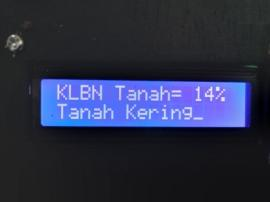 KLBN Tanah= 14%
Tanah Kering_